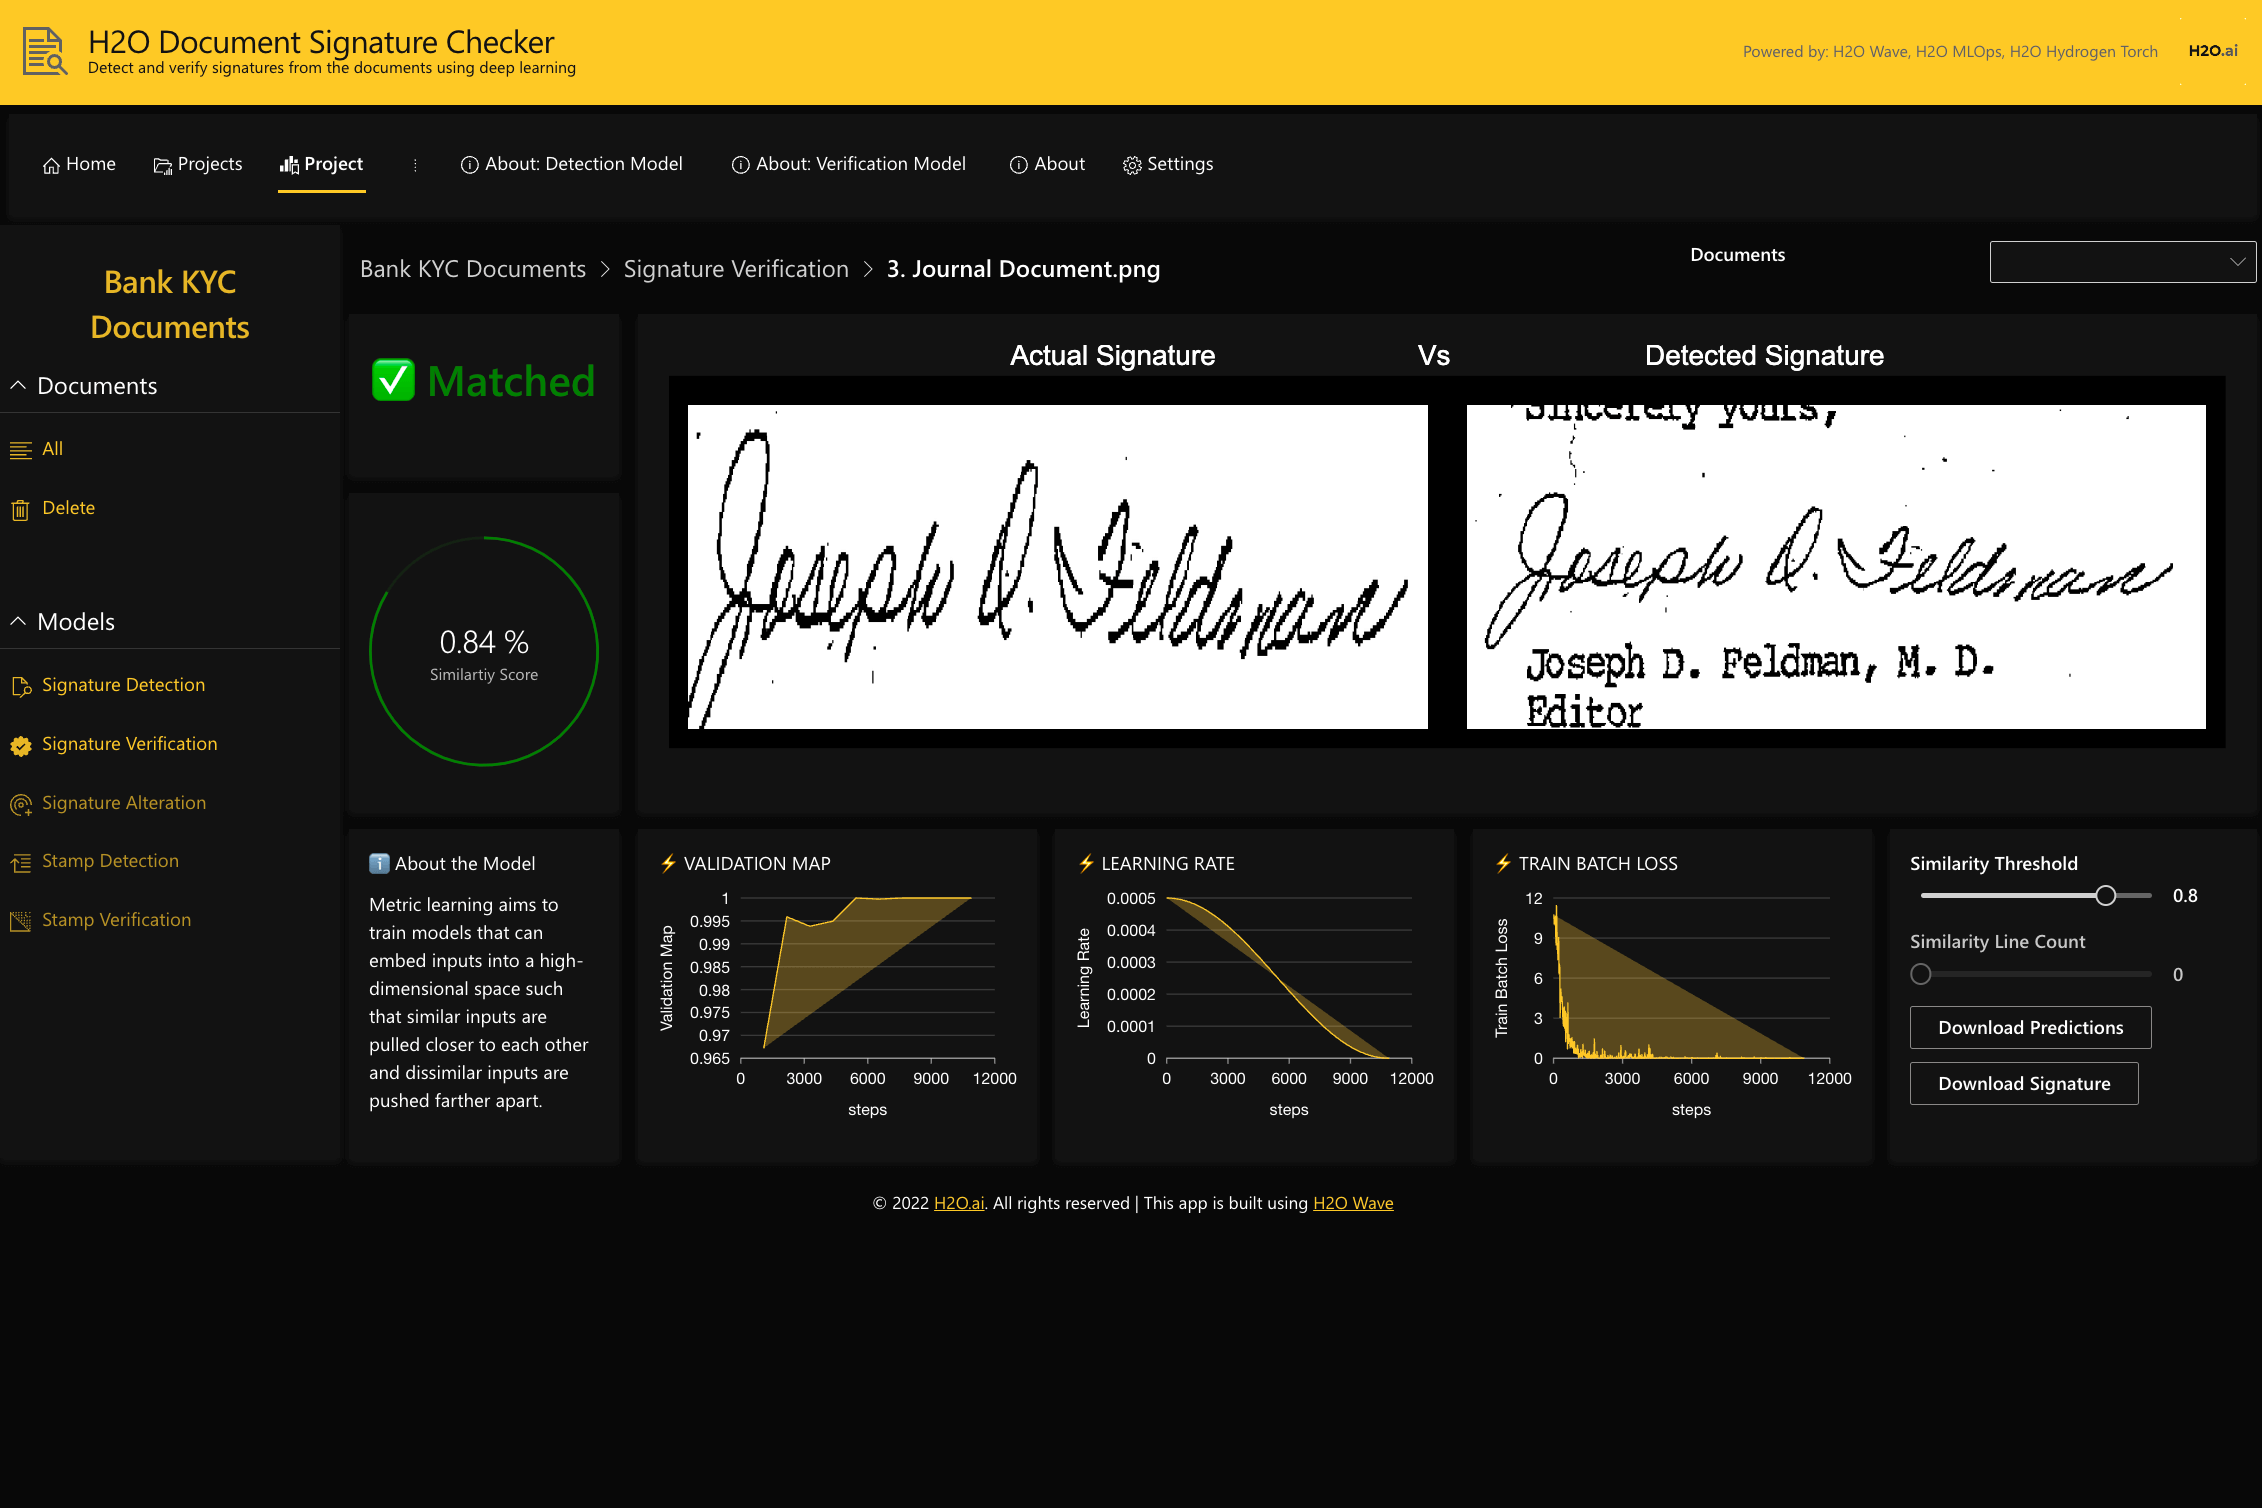 H2O Document Signature Checker
Detect and verify signatures from the documents using deep learning
Powered by: H2O Wave, H2O MLOps, H2O Hydrogen Torch
H2O.ai
Home
Projects
Project
About: Detection Model
About: Verification Model
About
Settings
Bank KYC
Documents
Documents
All
Delete
Models
Signature Detection
Signature Verification
Signature Alteration
Stamp Detection
Stamp Verification
Bank KYC Documents > Signature Verification > 3. Journal Document.png
Documents
Matched
0.84 %
Similartiy Score
Actual Signature Vs Detected Signature
Joseph D. Feldman
Sincerely yours,
Joseph D. Feldman
Joseph D. Feldman, M. D.
Editor
About the Model
Metric learning aims to
train models that can
embed inputs into a high-
dimensional space such
that similar inputs are
pulled closer to each other
and dissimilar inputs are
pushed farther apart.
VALIDATION MAP
Validation Map
1
0.995
0.99
0.985
0.98
0.975
0.97
0.965
0 3000 6000 9000 12000
steps
LEARNING RATE
Learning Rate
0.0005
0.0004
0.0003
0.0002
0.0001
0
0 3000 6000 9000 12000
steps
TRAIN BATCH LOSS
Train Batch Loss
12
9
6
3
0
0 3000 6000 9000 12000
steps
Similarity Threshold
0.8
Similarity Line Count
0
Download Predictions
Download Signature
© 2022 H2O.ai. All rights reserved | This app is built using H2O Wave